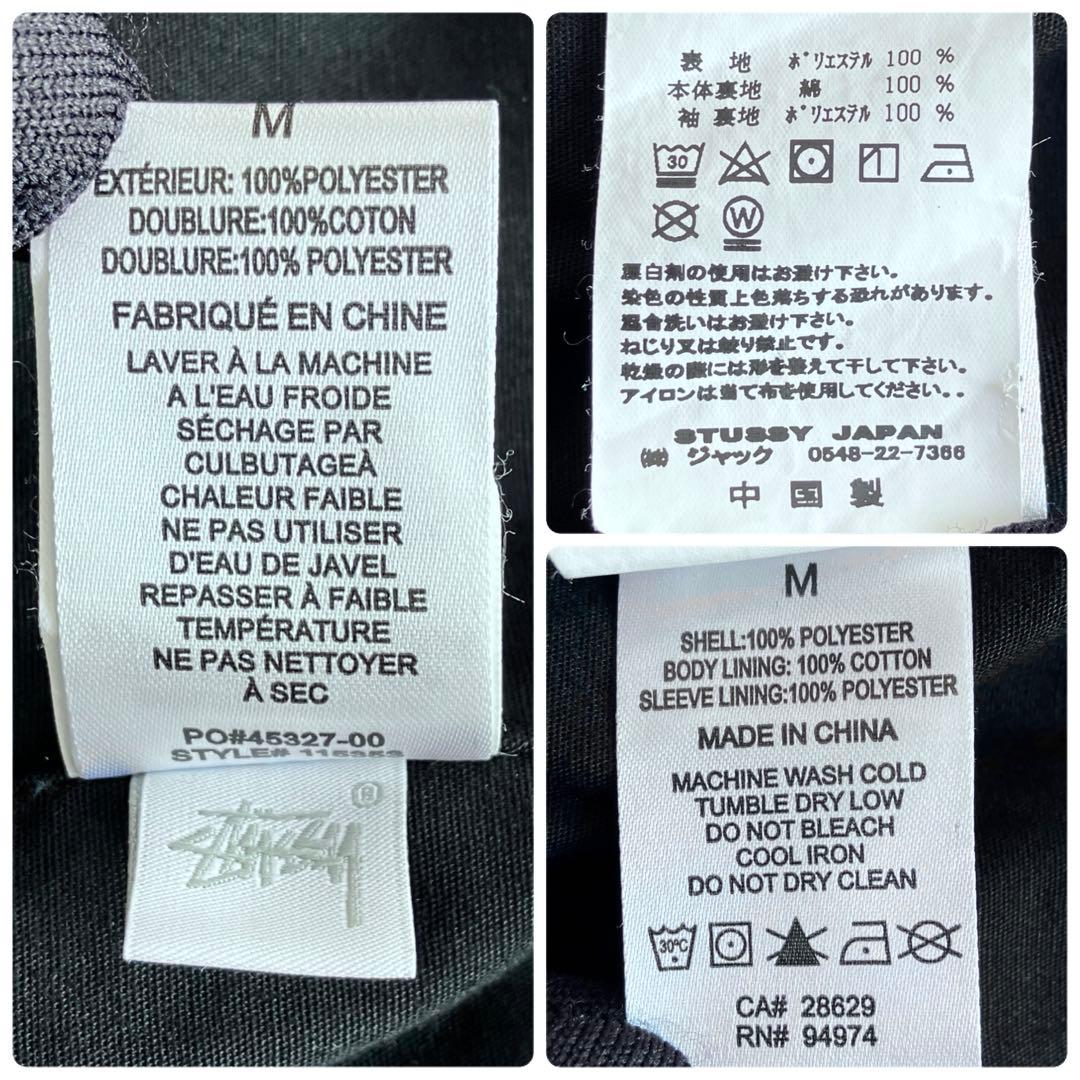 M
EXTÉRIEUR: 100%POLYESTER
DOUBLURE:100%COTON
DOUBLURE:100% POLYESTER
FABRIQUÉ EN CHINE
LAVER À LA MACHINE
A L'EAU FROIDE
SÉCHAGE PAR
CULBUTAGEÀ
CHALEUR FAIBLE
NE PAS UTILISER
D'EAU DE JAVEL
REPASSER À FAIBLE
TEMPÉRATURE
NE PAS NETTOYER
À SEC
PO#45327-00
STYLE# 115353
STÜSSY ®
表 地 ポリエステル 100 %
本体裏地 綿 100 %
袖 裏地 ポリエステル 100 %
30
W
漂白剤の使用はお避け下さい。
染色の性質上色落ちする恐れがあります。
混合洗いはお避け下さい。
ねじり又は絞り禁止です。
乾燥の際には形を整えて干して下さい。
アイロンは当て布を使用してください。.
STUSSY JAPAN
(株) ジャック 0548-22-7366
中 国 製
M
SHELL:100% POLYESTER
BODY LINING: 100% COTTON
SLEEVE LINING:100% POLYESTER
MADE IN CHINA
MACHINE WASH COLD
TUMBLE DRY LOW
DO NOT BLEACH
COOL IRON
DO NOT DRY CLEAN
30°C
CA# 28629
RN# 94974